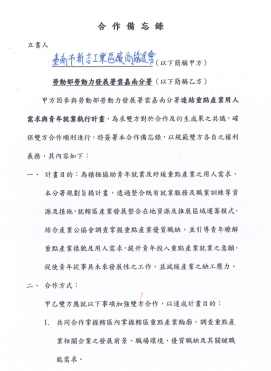 合作備忘錄
立書人
臺南市新吉工業區廠商協進會(以下簡稱甲方)
勞動部勞動力發展署雲嘉南分署(以下簡稱乙方)
甲方因參與勞動部勞動力發展署雲嘉南分署連結重點產業用人
需求與青年就業執行計畫，為求雙方對於合作及衍生成果之共識，確
保雙方合作順利進行，特簽署本合作備忘錄，以規範雙方各自之權利
義務，其內容如下：
一、計畫目的：為積極協助青年就業及紓緩重點產業之用人需求，
本分署規劃旨揭計畫，透過整合既有就業服務及職業訓練等資
源及措施，就轄區產業發展整合在地資源及推展區域運籌模式，
結合產業公協會調查掌握重點產業優質職缺，並引導青年瞭解
重點產業樣貌及用人需求，提升青年投入重點產業就業之意願，
促使青年從事具未來發展性之工作，並減緩產業之缺工壓力。
二、合作方式：
甲乙雙方應就以下事項加強雙方合作，以達成計畫目的：
1. 共同合作掌握轄區內掌握轄區重點產業輪廓，調查重點產
業相關企業之發展前景、職場環境、優質職缺及其關鍵職
能需求。